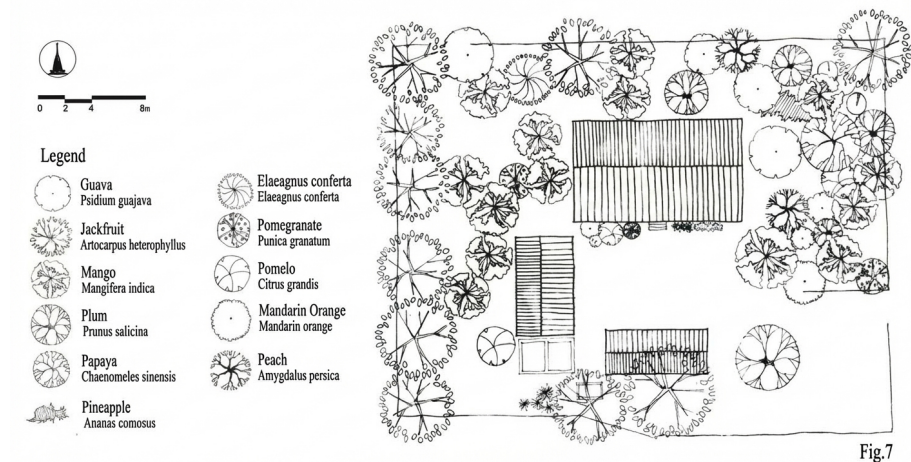 0 2 4 8m
Legend
Guava
Psidium guajava
Jackfruit
Artocarpus heterophyllus
Mango
Mangifera indica
Plum
Prunus salicina
Papaya
Chaenomeles sinensis
Pineapple
Ananas comosus
Elaeagnus conferta
Elaeagnus conferta
Pomegranate
Punica granatum
Pomelo
Citrus grandis
Mandarin Orange
Mandarin orange
Peach
Amygdalus persica
Fig.7